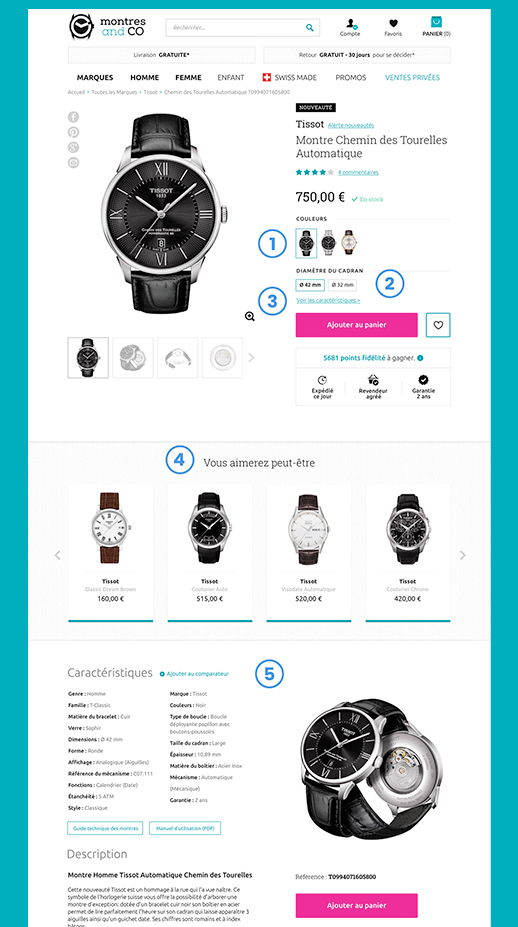 montres
and CO
Rechercher...
Compte
Favoris
PANIER (0)
Livraison GRATUITE*
Retour GRATUIT - 30 jours pour se décider*
MARQUES HOMME FEMME ENFANT SWISS MADE PROMOS VENTES PRIVÉES
Accueil > Toutes les Marques > Tissot > Chemin des Tourelles Automatique T0994071605800
NOUVEAUTÉ
Tissot Alerte nouveautés
Montre Chemin des Tourelles
Automatique
4 commentaires
750,00 € En stock
COULEURS
1
DIAMÈTRE DU CADRAN
2
Ø 42 mm Ø 32 mm
3
Voir les caractéristiques >
Ajouter au panier
TISSOT
1853
CHEMIN DES TOURELLES
POWERMATIC 80
8
5681 points fidélité à gagner.
Expédié
ce jour
Revendeur
agréé
Garantie
2 ans
4
Vous aimerez peut-être
Tissot
Classic Dream Brown
160,00 €
Tissot
Couturier Auto
515,00 €
Tissot
Visodate Automatique
520,00 €
Tissot
Couturier Chrono
420,00 €
Caractéristiques
Ajouter au comparateur
5
Genre : Homme
Famille : T-Classic
Matière du bracelet : Cuir
Verre : Saphir
Dimensions : Ø 42 mm
Forme : Ronde
Affichage : Analogique (Aiguilles)
Référence du mécanisme : C07.111
Fonctions : Calendrier (Date)
Étanchéité : 5 ATM
Style : Classique
Marque : Tissot
Couleurs : Noir
Type de boucle : Boucle
déployante papillon avec
boutons-poussoirs
Taille du cadran : Large
Épaisseur : 10,89 mm
Matière du boîtier : Acier inox
Mécanisme : Automatique
(Mécanique)
Garantie : 2 ans
Guide technique des montres
Manuel d'utilisation (PDF)
Description
Montre Homme Tissot Automatique Chemin des Tourelles
Cette nouveauté Tissot est un hommage à la rue qui l'a vue naître. Ce
symbole de l'horlogerie suisse vous offre la possibilité d'arborer une
montre d'exception; dotée d'un bracelet cuir noir son boîtier en acier
permet de lire parfaitement l'heure sur son cadran qui laisse apparaître 3
aiguilles ainsi qu'un guichet date. Ses chiffres sont romains et à index
bâtons.
Référence : T0994071605800
Ajouter au panier